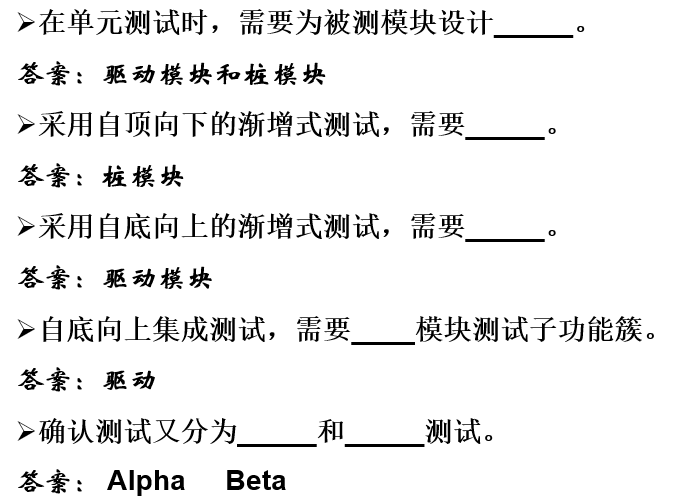 ➢在单元测试时，需要为被测模块设计_____。
答案：驱动模块和桩模块
➢采用自顶向下的渐增式测试，需要_____。
答案：桩模块
➢采用自底向上的渐增式测试，需要_____。
答案：驱动模块
➢自底向上集成测试，需要____模块测试子功能簇。
答案：驱动
➢确认测试又分为_____和_____测试。
答案： Alpha Beta